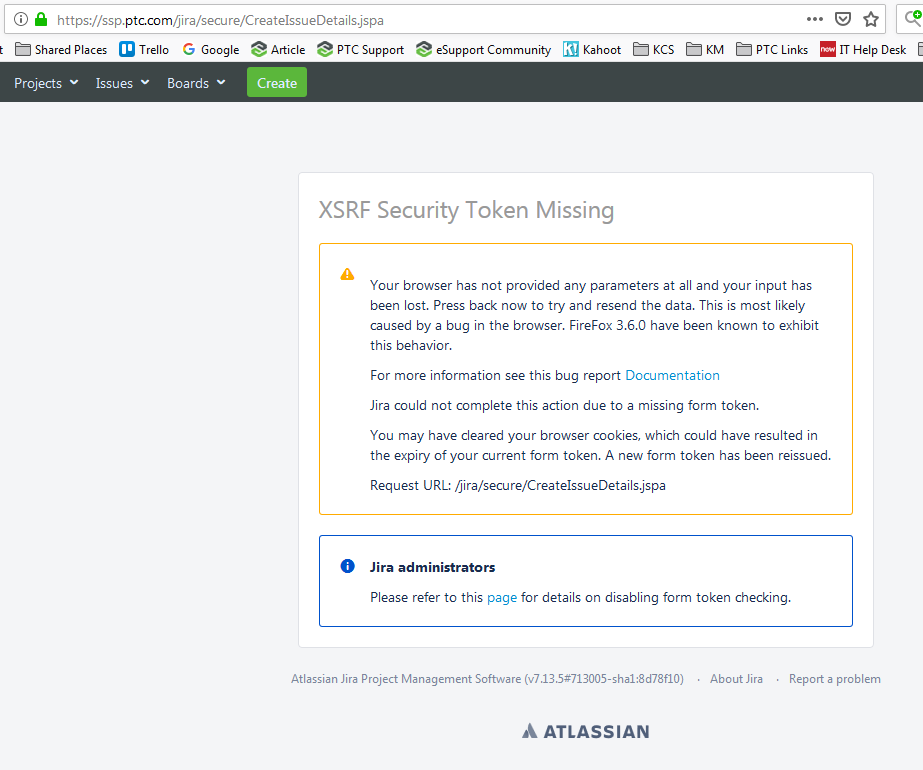 https://ssp.ptc.com/jira/secure/CreateIssueDetails.jspa
t Shared Places Trello Google Article PTC Support eSupport Community Kahoot KCS KM PTC Links now IT Help Desk
Projects Issues Boards Create
XSRF Security Token Missing
Your browser has not provided any parameters at all and your input has
been lost. Press back now to try and resend the data. This is most likely
caused by a bug in the browser. FireFox 3.6.0 have been known to exhibit
this behavior.
For more information see this bug report Documentation
Jira could not complete this action due to a missing form token.
You may have cleared your browser cookies, which could have resulted in
the expiry of your current form token. A new form token has been reissued.
Request URL: /jira/secure/CreateIssueDetails.jspa
Jira administrators
Please refer to this page for details on disabling form token checking.
Atlassian Jira Project Management Software (v7.13.5#713005-sha1:8d78f10) · About Jira · Report a problem
ATLASSIAN